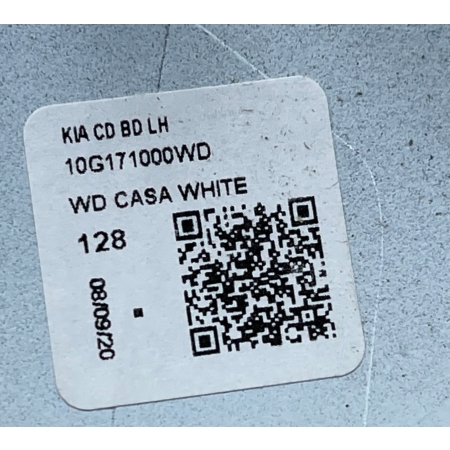 KIA CD BD LH
10G171000WD
WD CASA WHITE
128
08/09/20